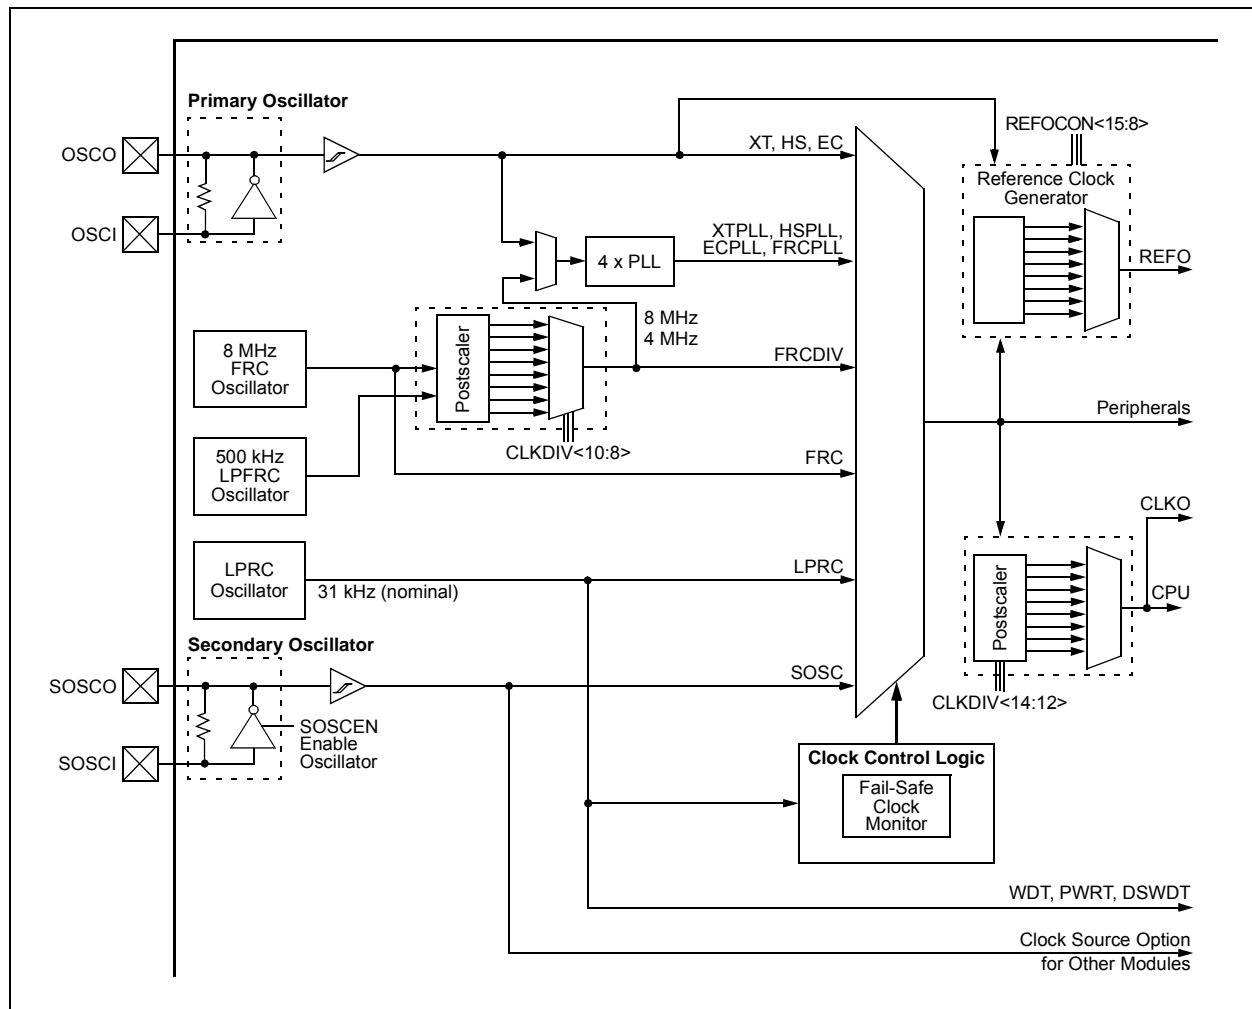 Primary Oscillator
OSCO
OSCI
XT, HS, EC
REFOCON<15:8>
Reference Clock
Generator
REFO
XTPLL, HSPLL,
ECPLL, FRCPLL
4 x PLL
8 MHz
4 MHz
8 MHz
FRC
Oscillator
Postscaler
FRCDIV
Peripherals
CLKDIV<10:8>
500 kHz
LPFRC
Oscillator
FRC
CLKO
LPRC
Oscillator
31 kHz (nominal)
LPRC
CPU
Postscaler
CLKDIV<14:12>
Secondary Oscillator
SOSCO
SOSCI
SOSCEN
Enable
Oscillator
SOSC
Clock Control Logic
Fail-Safe
Clock
Monitor
WDT, PWRT, DSWDT
Clock Source Option
for Other Modules